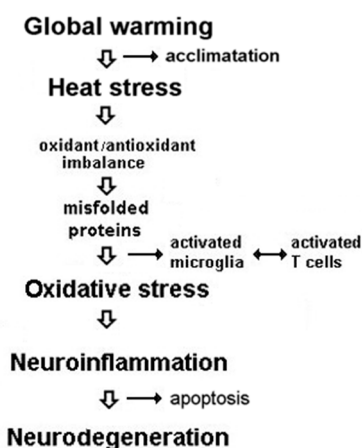 Global warming
acclimatation
Heat stress
oxidant/antioxidant
imbalance
misfolded
proteins
activated
microglia
activated
T cells
Oxidative stress
Neuroinflammation
apoptosis
Neurodegeneration